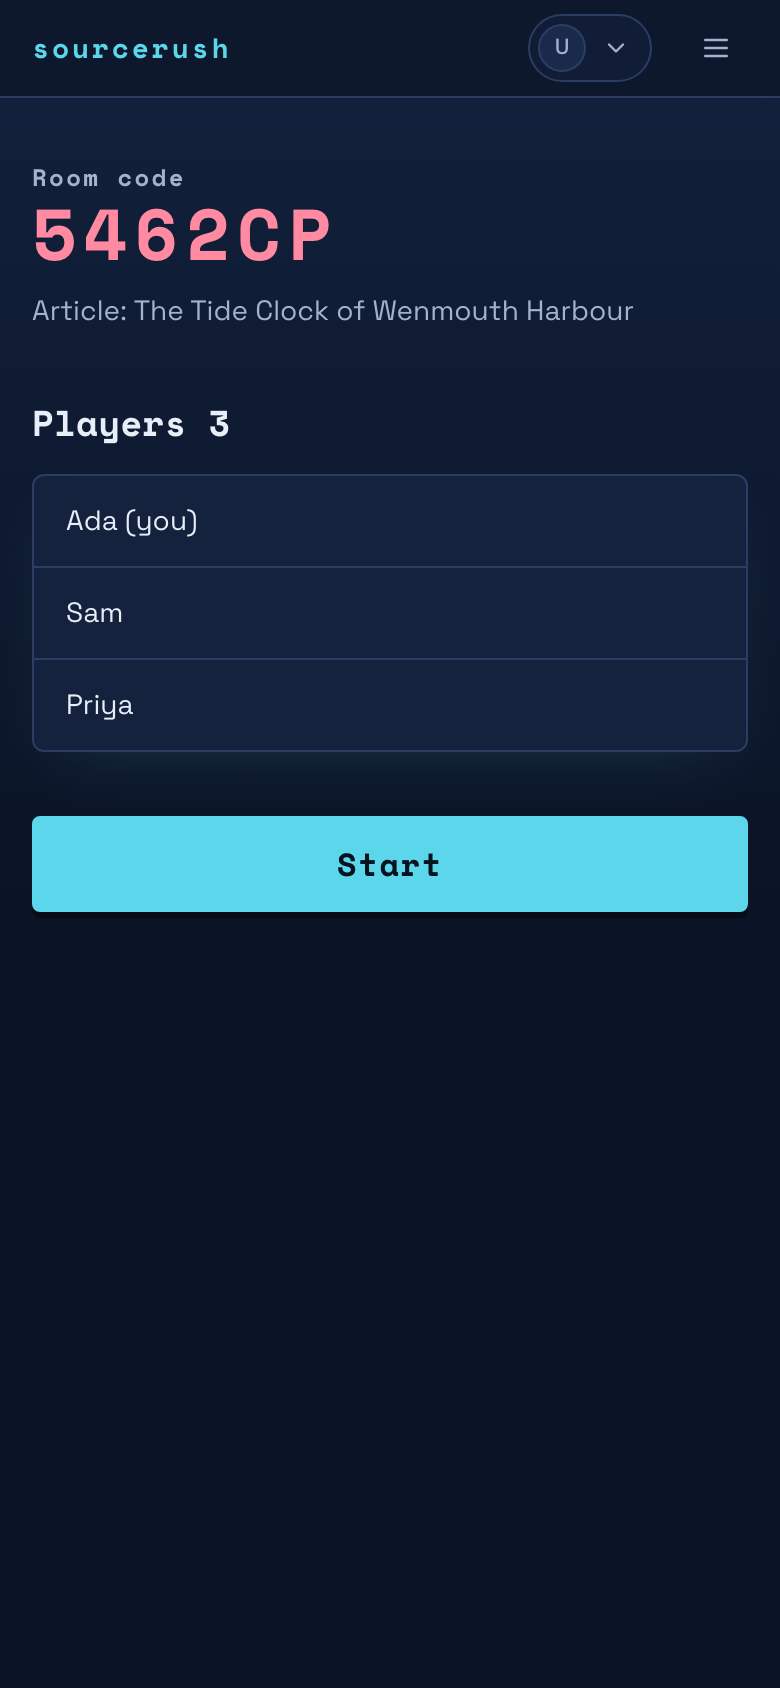 sourcerush
U
Room code
5462CP
Article: The Tide Clock of Wenmouth Harbour
Players 3
Ada (you)
Sam
Priya
Start